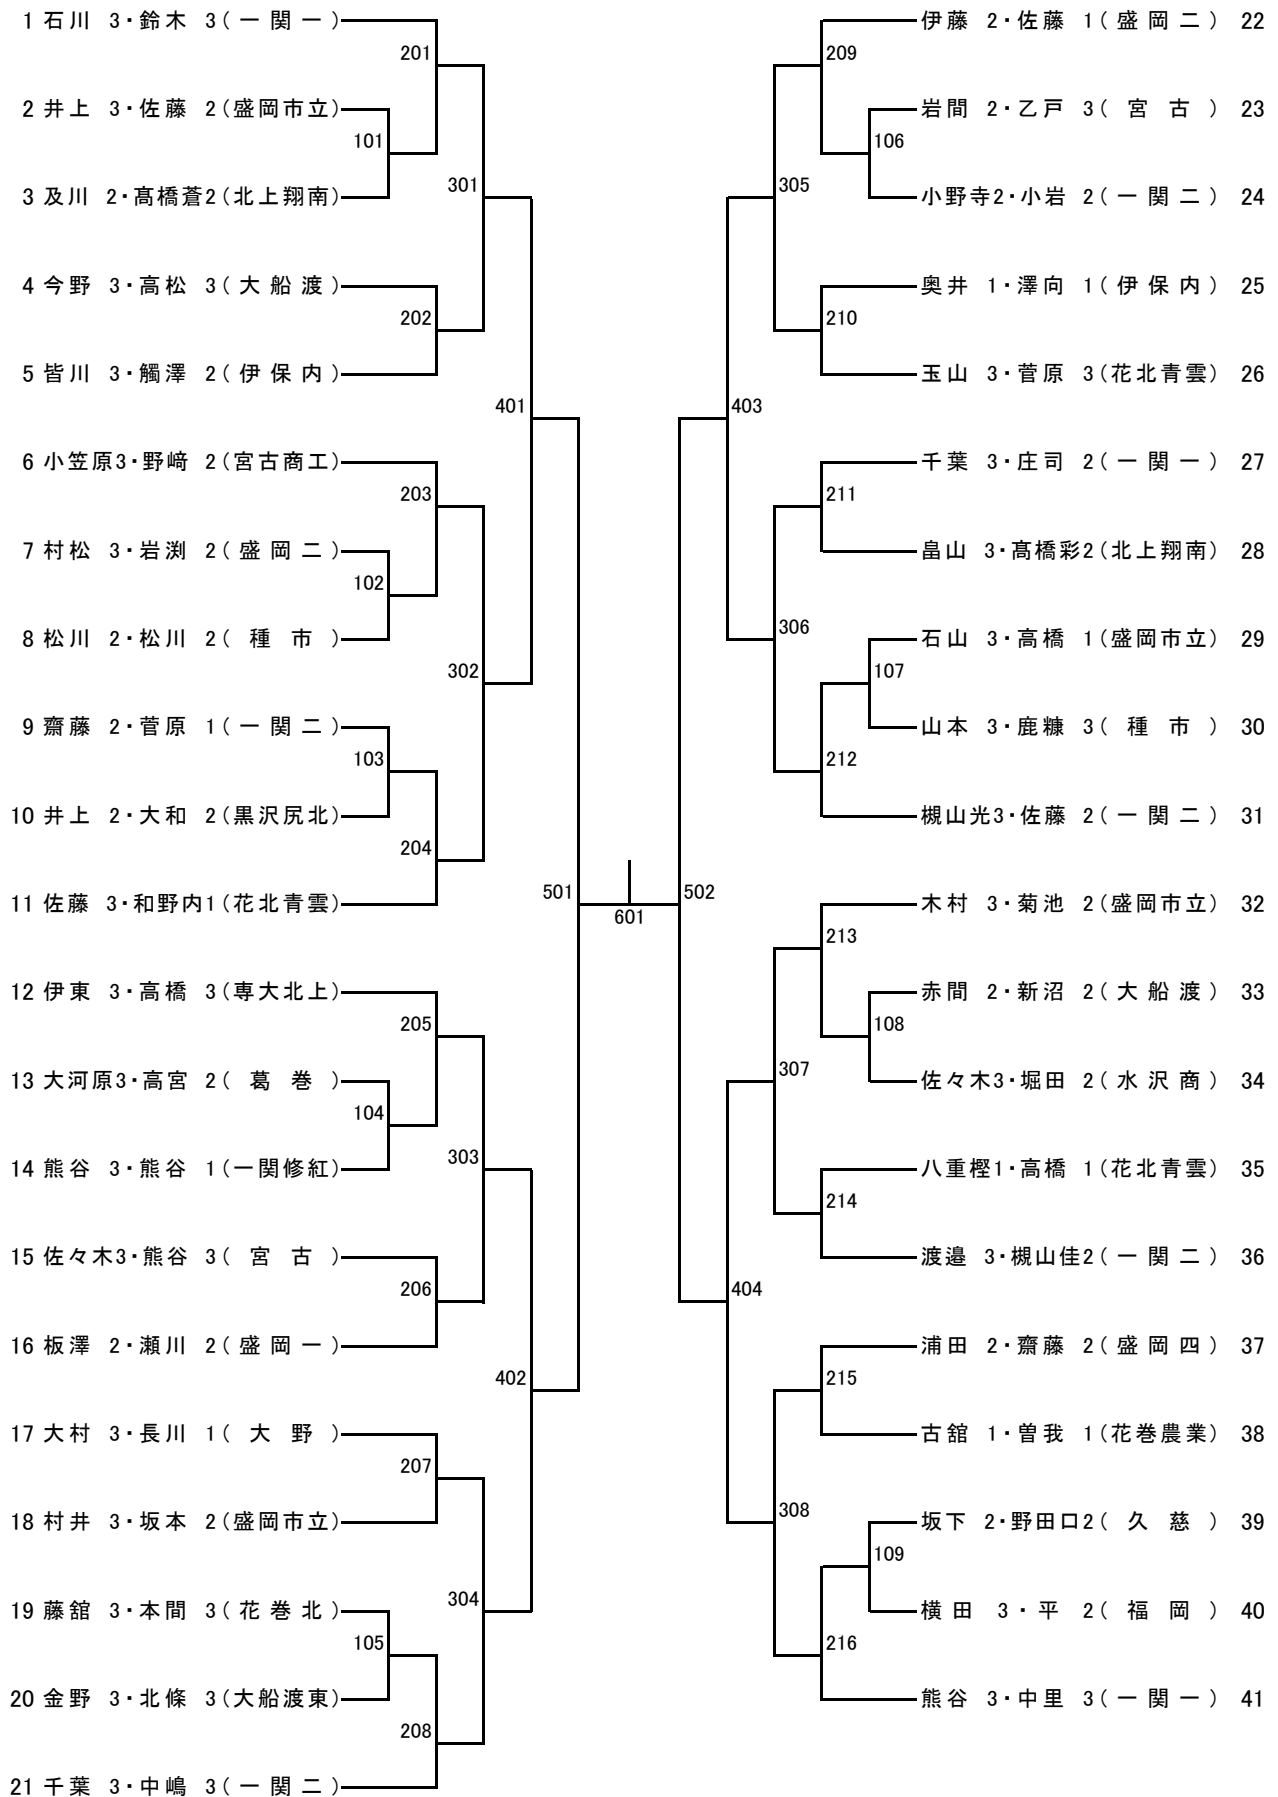 1 石川 3・鈴木 3(一関一)
201
2 井上 3・佐藤 2(盛岡市立)
101
3 及川 2・髙橋蒼2(北上翔南)
301
4 今野 3・高松 3(大船渡)
202
5 皆川 3・觸澤 2(伊保内)
401
6 小笠原3・野﨑 2(宮古商工)
203
7 村松 3・岩渕 2(盛岡二)
102
8 松川 2・松川 2(種市)
302
9 齋藤 2・菅原 1(一関二)
103
10 井上 2・大和 2(黒沢尻北)
204
11 佐藤 3・和野内1(花北青雲)
501
12 伊東 3・高橋 3(専大北上)
205
13 大河原3・高宮 2(葛巻)
104
14 熊谷 3・熊谷 1(一関修紅)
303
15 佐々木3・熊谷 3(宮古)
206
16 板澤 2・瀬川 2(盛岡一)
402
17 大村 3・長川 1(大野)
207
18 村井 3・坂本 2(盛岡市立)
19 藤舘 3・本間 3(花巻北)
304
105
20 金野 3・北條 3(大船渡東)
208
21 千葉 3・中嶋 3(一関二)
601
伊藤 2・佐藤 1(盛岡二) 22
209
岩間 2・乙戸 3(宮古) 23
106
小野寺2・小岩 2(一関二) 24
305
奥井 1・澤向 1(伊保内) 25
210
玉山 3・菅原 3(花北青雲) 26
403
千葉 3・庄司 2(一関一) 27
211
畠山 3・髙橋彩2(北上翔南) 28
306
石山 3・高橋 1(盛岡市立) 29
107
山本 3・鹿糠 3(種市) 30
212
槻山光3・佐藤 2(一関二) 31
502
木村 3・菊池 2(盛岡市立) 32
213
赤間 2・新沼 2(大船渡) 33
108
佐々木3・堀田 2(水沢商) 34
307
八重樫1・高橋 1(花北青雲) 35
214
渡邉 3・槻山佳2(一関二) 36
404
浦田 2・齋藤 2(盛岡四) 37
215
古舘 1・曽我 1(花巻農業) 38
308
坂下 2・野田口2(久慈) 39
109
横田 3・平 2(福岡) 40
216
熊谷 3・中里 3(一関一) 41